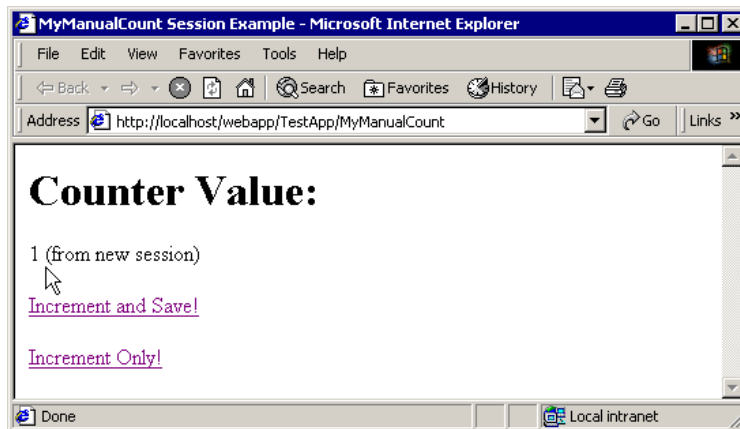 MyManualCount Session Example - Microsoft Internet Explorer
File Edit View Favorites Tools Help
Back Search Favorites History
Address http://localhost/webapp/TestApp/MyManualCount Go Links »
Counter Value:
1 (from new session)
Increment and Save!
Increment Only!
Done Local intranet